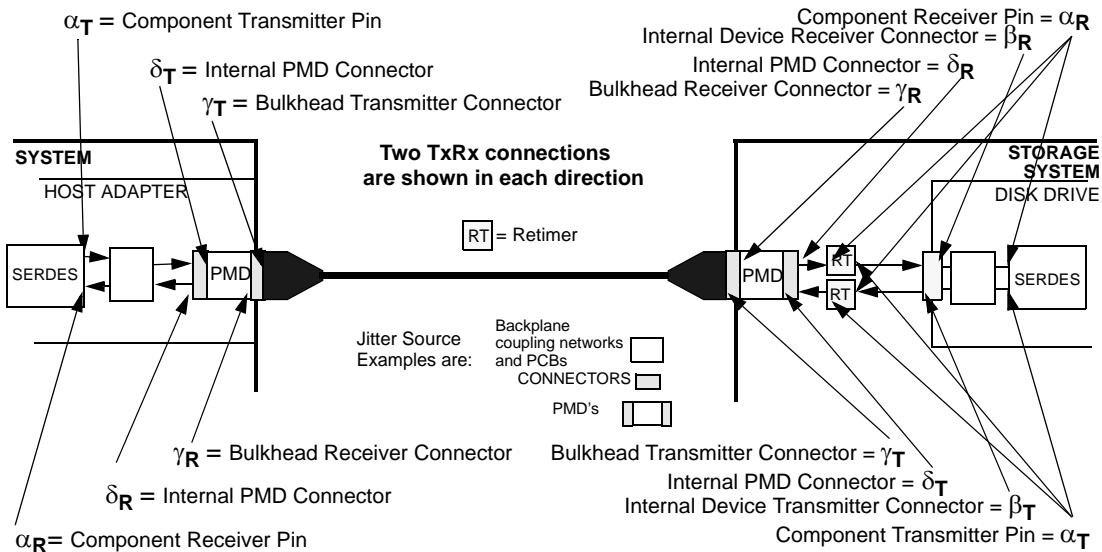 αT = Component Transmitter Pin
δT = Internal PMD Connector
γT = Bulkhead Transmitter Connector
Component Receiver Pin = αR
Internal Device Receiver Connector = βR
Internal PMD Connector = δR
Bulkhead Receiver Connector = γR
SYSTEM
HOST ADAPTER
Two TxRx connections
are shown in each direction
STORAGE
SYSTEM
DISK DRIVE
RT = Retimer
SERDES
PMD
PMD
RT
RT
SERDES
Jitter Source
Examples are:
Backplane
coupling networks
and PCBs
CONNECTORS
PMD's
γR = Bulkhead Receiver Connector
δR = Internal PMD Connector
αR= Component Receiver Pin
Bulkhead Transmitter Connector = γT
Internal PMD Connector = δT
Internal Device Transmitter Connector = βT
Component Transmitter Pin = αT